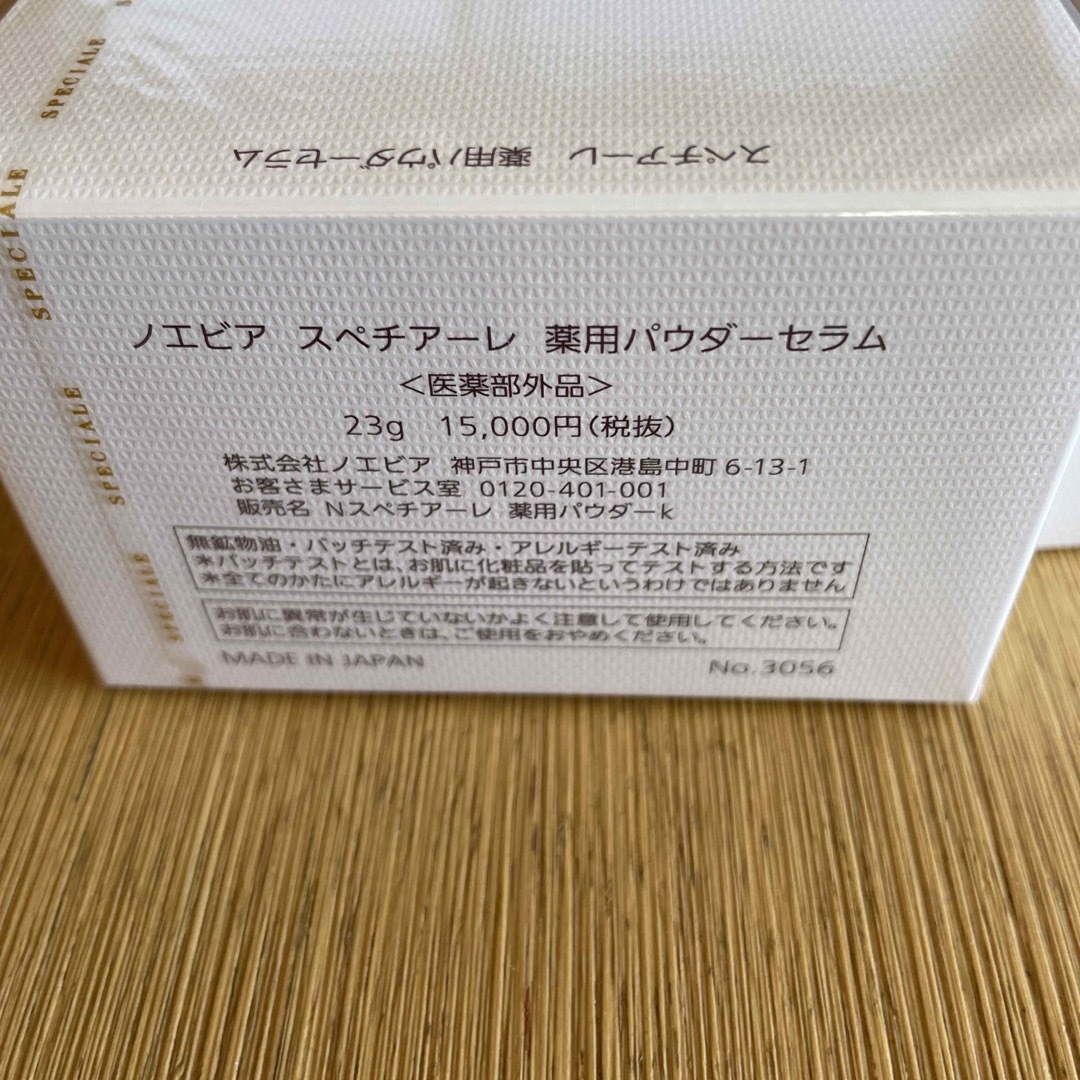 SPECIALE
スペチアーレ 薬用パウダーセラム
SPECIALE
ノエビア スペチアーレ 薬用パウダーセラム
＜医薬部外品＞
23g 15,000円(税抜)
株式会社ノエビア 神戸市中央区港島中町6-13-1
お客さまサービス室 0120-401-001
販売名 Nスペチアーレ 薬用パウダーk
無鉱物油・パッチテスト済み・アレルギーテスト済み
＊パッチテストとは、お肌に化粧品を貼ってテストする方法です
＊全てのかたにアレルギーが起きないというわけではありません
お肌に異常が生じていないかよく注意して使用してください。
お肌に合わないときは、ご使用をおやめください。
MADE IN JAPAN No.3056
SPECIALE
SPECIALE